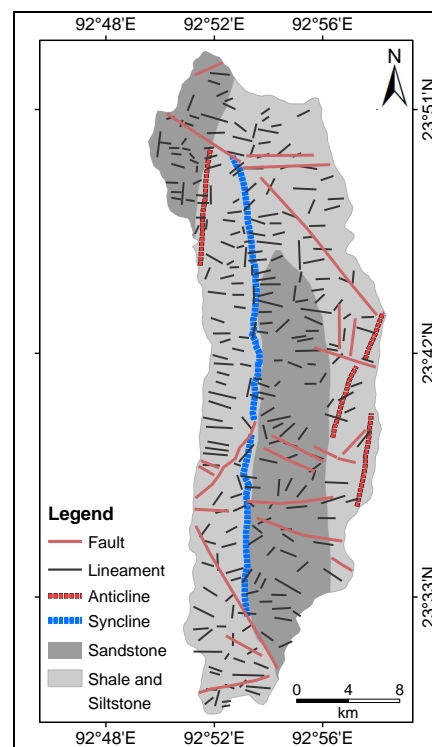 92°48'E 92°52'E 92°56'E
N
23°51'N
23°42'N
23°33'N
Legend
Fault
Lineament
Anticline
Syncline
Sandstone
Shale and
Siltstone
0 4 8
km
92°48'E 92°52'E 92°56'E